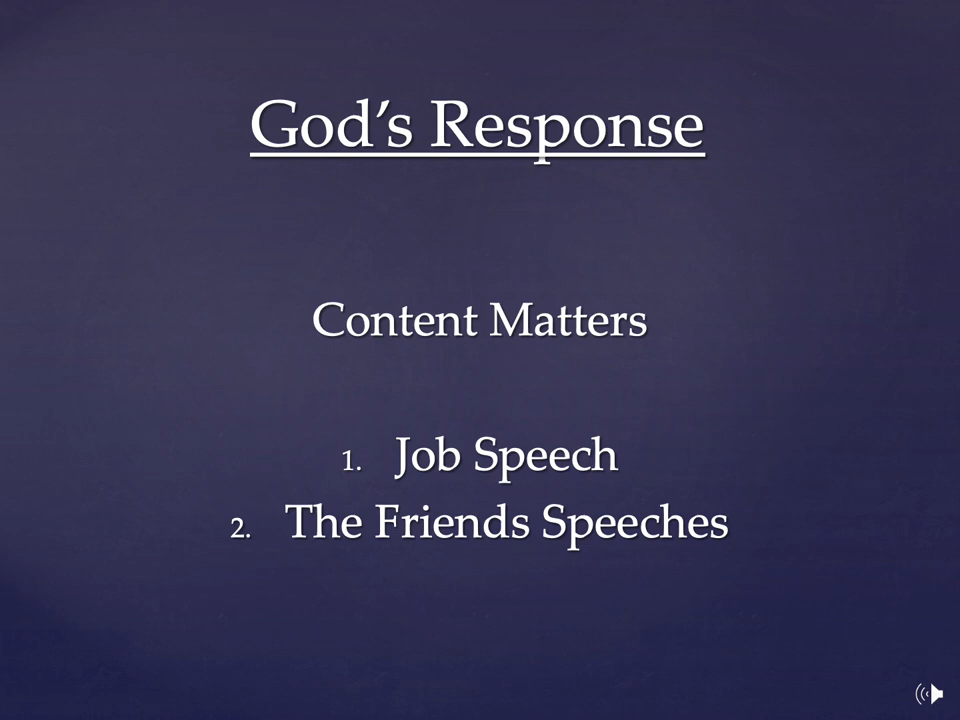 God’s Response
Content Matters
1. Job Speech
2. The Friends Speeches